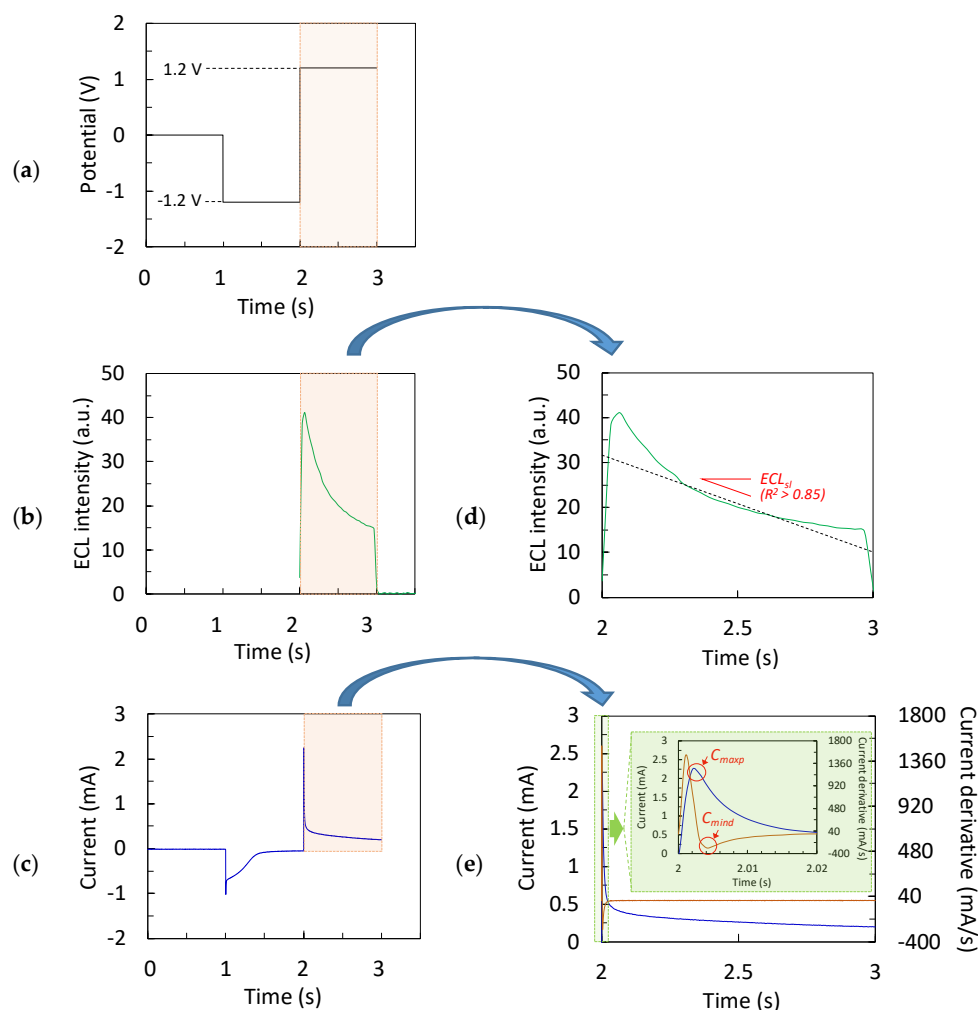 (a)
Potential (V)
2
1
0
-1
-2
1.2 V
-1.2 V
0 1 2 3
Time (s)
(b)
ECL intensity (a.u.)
50
40
30
20
10
0
0 1 2 3
Time (s)
(d)
ECL intensity (a.u.)
50
40
30
20
10
0
ECLsl
(R2 > 0.85)
2 2.5 3
Time (s)
(c)
Current (mA)
3
2
1
0
-1
-2
0 1 2 3
Time (s)
(e)
Current (mA)
3
2.5
2
1.5
1
0.5
0
2 2.5 3
Time (s)
1800
1360
920
480
40
-400
Current derivative (mA/s)
Current (mA)
3
2.5
2
1.5
1
0.5
0
Cmaxp
Cmind
2 2.01 2.02
Time (s)
1800
1360
920
480
40
-400
Current derivative (mA/s)